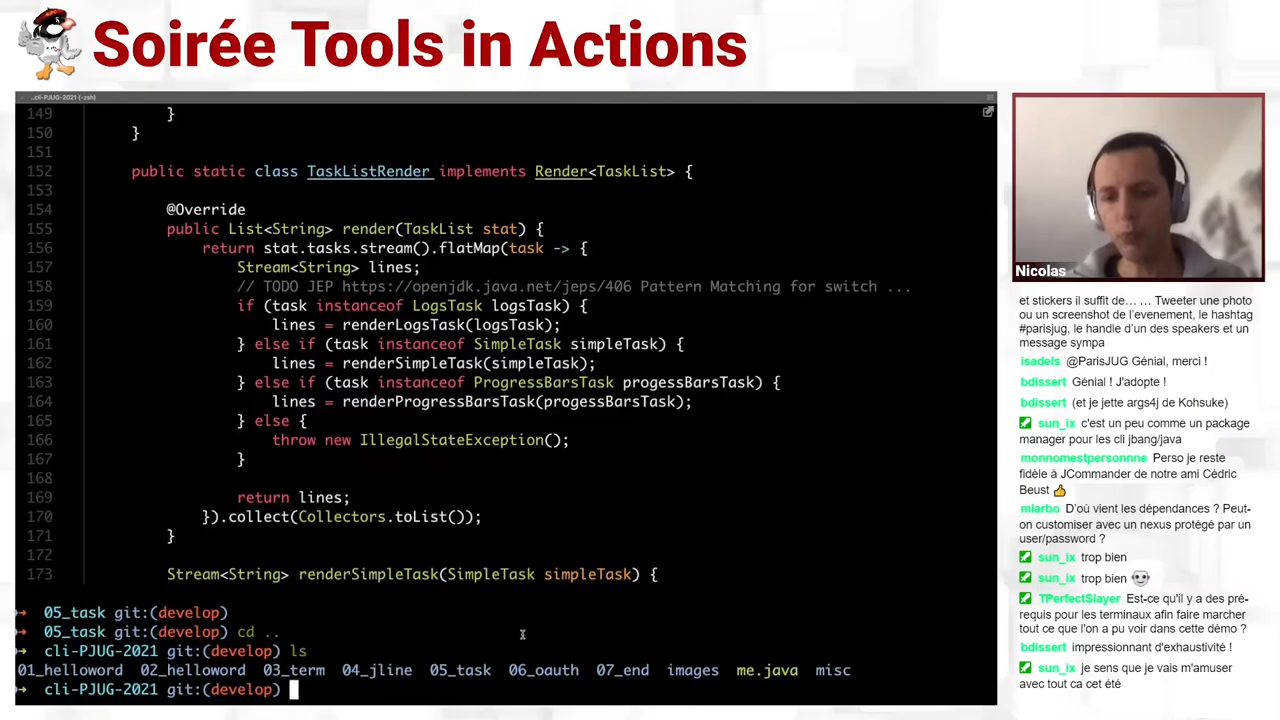 Soirée Tools in Actions
..cli-PJUG-2021 (-zsh)
149 }
150 }
151
152 public static class TaskListRender implements Render<TaskList> {
153
154 @Override
155 public List<String> render(TaskList stat) {
156 return stat.tasks.stream().flatMap(task -> {
157 Stream<String> lines;
158 // TODO JEP https://openjdk.java.net/jeps/406 Pattern Matching for switch ...
159 if (task instanceof LogsTask logsTask) {
160 lines = renderLogsTask(logsTask);
161 } else if (task instanceof SimpleTask simpleTask) {
162 lines = renderSimpleTask(simpleTask);
163 } else if (task instanceof ProgressBarsTask progessBarsTask) {
164 lines = renderProgressBarsTask(progessBarsTask);
165 } else {
166 throw new IllegalStateException();
167 }
168
169 return lines;
170 }).collect(Collectors.toList());
171 }
172
173 Stream<String> renderSimpleTask(SimpleTask simpleTask) {
→ 05_task git:(develop)
→ 05_task git:(develop) cd ..
→ cli-PJUG-2021 git:(develop) ls
01_helloword 02_helloword 03_term 04_jline 05_task 06_oauth 07_end images me.java misc
→ cli-PJUG-2021 git:(develop)
Nicolas
et stickers il suffit de… … Tweeter une photo
ou un screenshot de l'evenement, le hashtag
#parisjug, le handle d'un des speakers et un
message sympa
isadels @ParisJUG Génial, merci !
bdissert Génial ! J'adopte !
bdissert (et je jette args4j de Kohsuke)
sun_ix c'est un peu comme un package
manager pour les cli jbang/java
monnomestpersonnne Perso je reste
fidèle à JCommander de notre ami Cédric
Beust 👍
mlarbo D'où vient les dépendances ? Peut-
on customiser avec un nexus protégé par un
user/password ?
sun_ix trop bien
sun_ix trop bien
TPerfectSlayer Est-ce qu'il y a des pré-
requis pour les terminaux afin faire marcher
tout ce que l'on a pu voir dans cette démo ?
bdissert impressionnant d'exhaustivité !
sun_ix je sens que je vais m'amuser
avec tout ca cet été